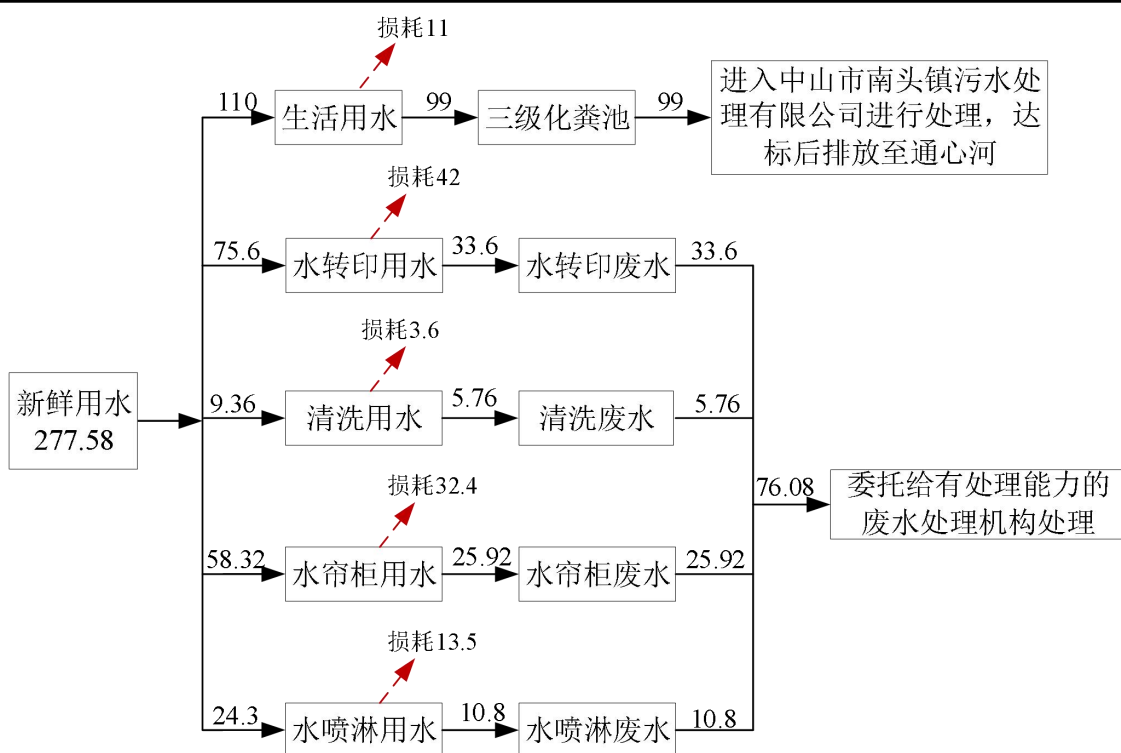 损耗11
110
生活用水
99
三级化粪池
99
进入中山市南头镇污水处
理有限公司进行处理，达
标后排放至通心河
损耗42
75.6
水转印用水
33.6
水转印废水
33.6
损耗3.6
新鲜用水
277.58
9.36
清洗用水
5.76
清洗废水
5.76
损耗32.4
76.08
委托给有处理能力的
废水处理机构处理
58.32
水帘柜用水
25.92
水帘柜废水
25.92
损耗13.5
24.3
水喷淋用水
10.8
水喷淋废水
10.8